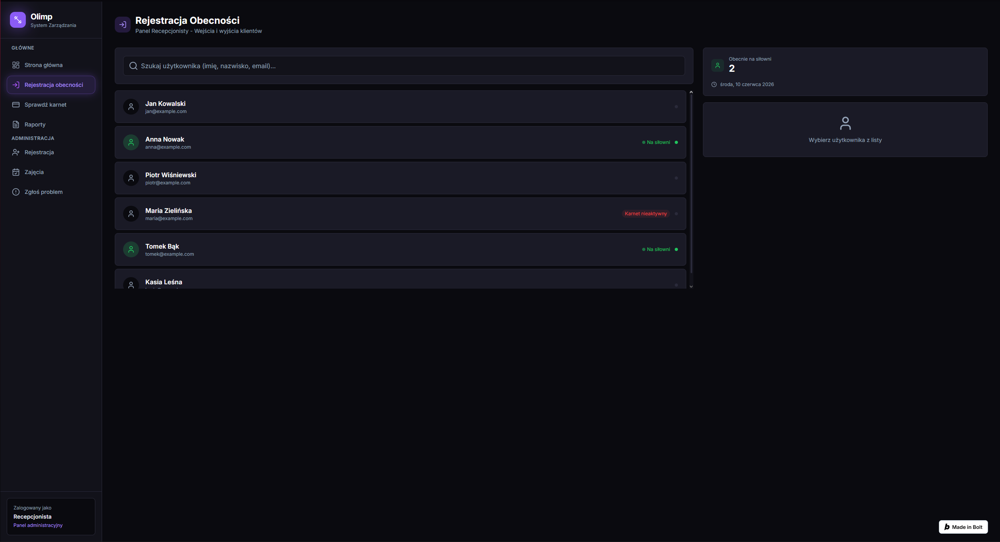 Olimp
System Zarządzania
GŁÓWNE
Strona główna
Rejestracja obecności
Sprawdź karnet
Raporty
ADMINISTRACJA
Rejestracja
Zajęcia
Zgłoś problem
Zalogowany jako
Recepcjonista
Panel administracyjny
Rejestracja Obecności
Panel Recepcjonisty - Wejścia i wyjścia klientów
Szukaj użytkownika (imię, nazwisko, email)...
Jan Kowalski
jan@example.com
Anna Nowak
anna@example.com
Na siłowni
Piotr Wiśniewski
piotr@example.com
Maria Zielińska
maria@example.com
Karnet nieaktywny
Tomek Bąk
tomek@example.com
Na siłowni
Kasia Leśna
Obecnie na siłowni
2
środa, 10 czerwca 2026
Wybierz użytkownika z listy
Made in Bolt